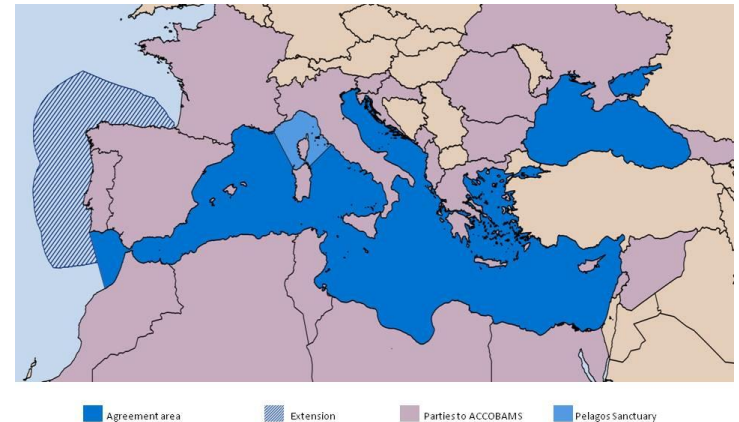 Agreement area
Extension
Parties to ACCOBAMS
Pelagos Sanctuary